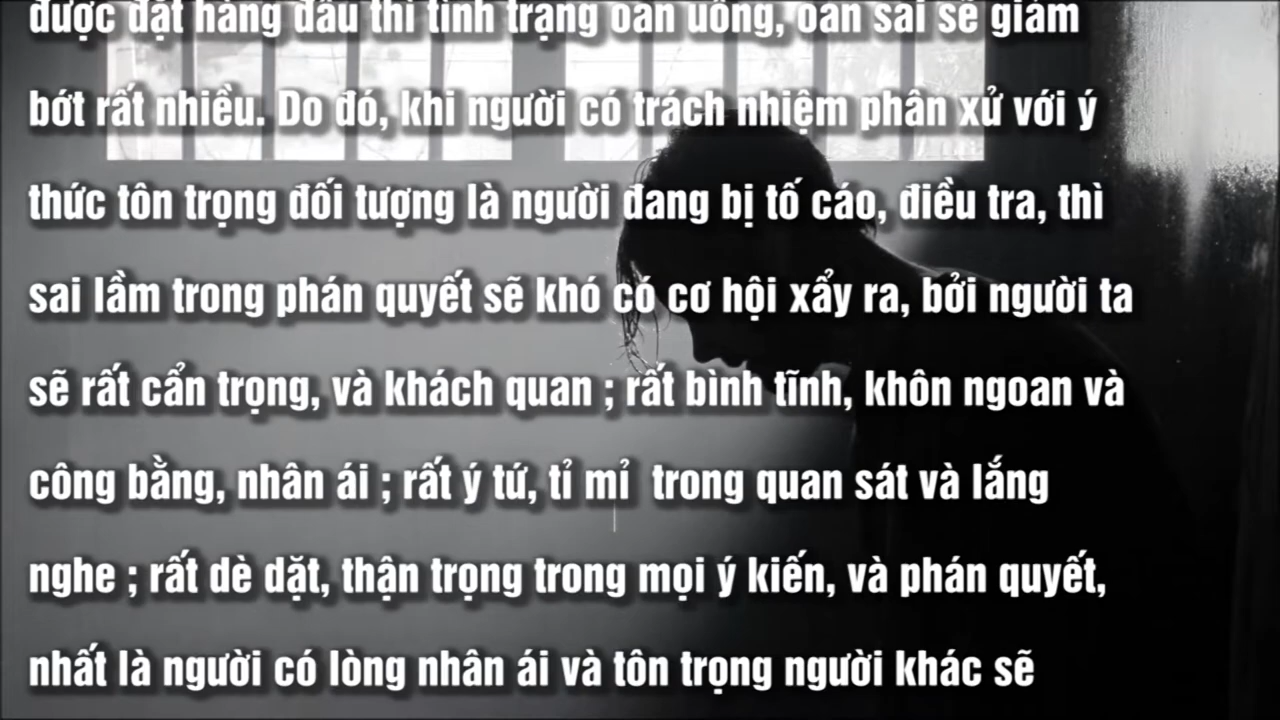 được đặt hàng đầu thì tình trạng oan uổng, oan sai sẽ giảm
bớt rất nhiều. Do đó, khi người có trách nhiệm phân xử với ý
thức tôn trọng đối tượng là người đang bị tố cáo, điều tra, thì
sai lầm trong phán quyết sẽ khó có cơ hội xẩy ra, bởi người ta
sẽ rất cẩn trọng, và khách quan ; rất bình tĩnh, khôn ngoan và
công bằng, nhân ái ; rất ý tứ, tỉ mỉ  trong quan sát và lắng
nghe ; rất dè dặt, thận trọng trong mọi ý kiến, và phán quyết,
nhất là người có lòng nhân ái và tôn trọng người khác sẽ